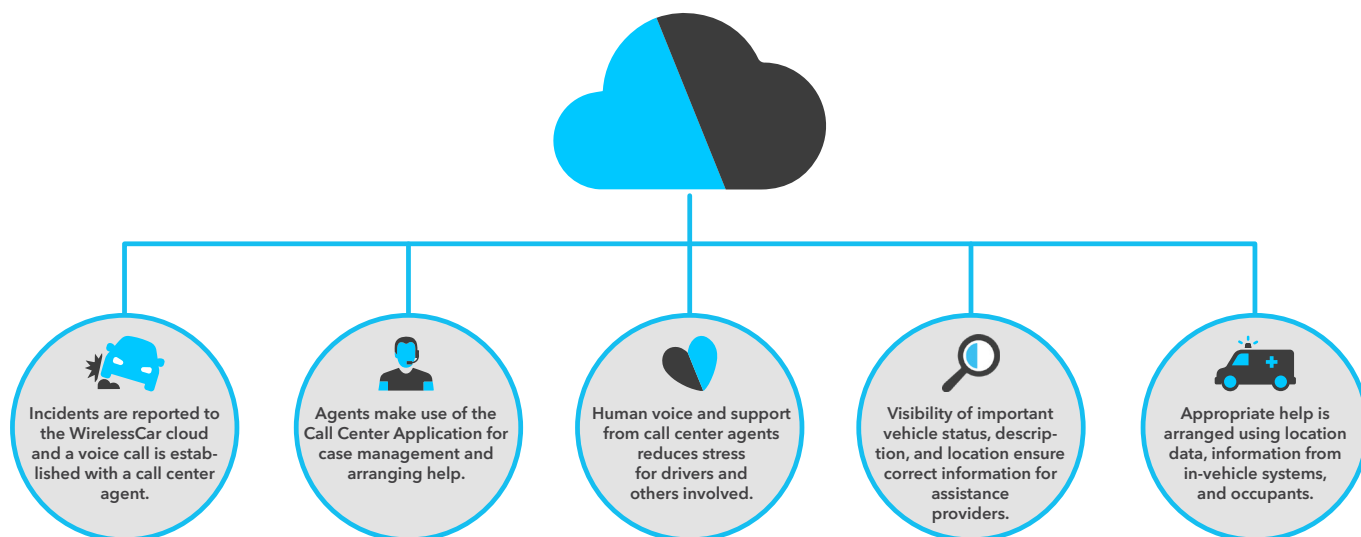 Incidents are reported to
the WirelessCar cloud
and a voice call is estab-
lished with a call center
agent.
Agents make use of the
Call Center Application for
case management and
arranging help.
Human voice and support
from call center agents
reduces stress
for drivers and
others involved.
Visibility of important
vehicle status, descrip-
tion, and location ensure
correct information for
assistance
providers.
Appropriate help is
arranged using location
data, information from
in-vehicle systems,
and occupants.